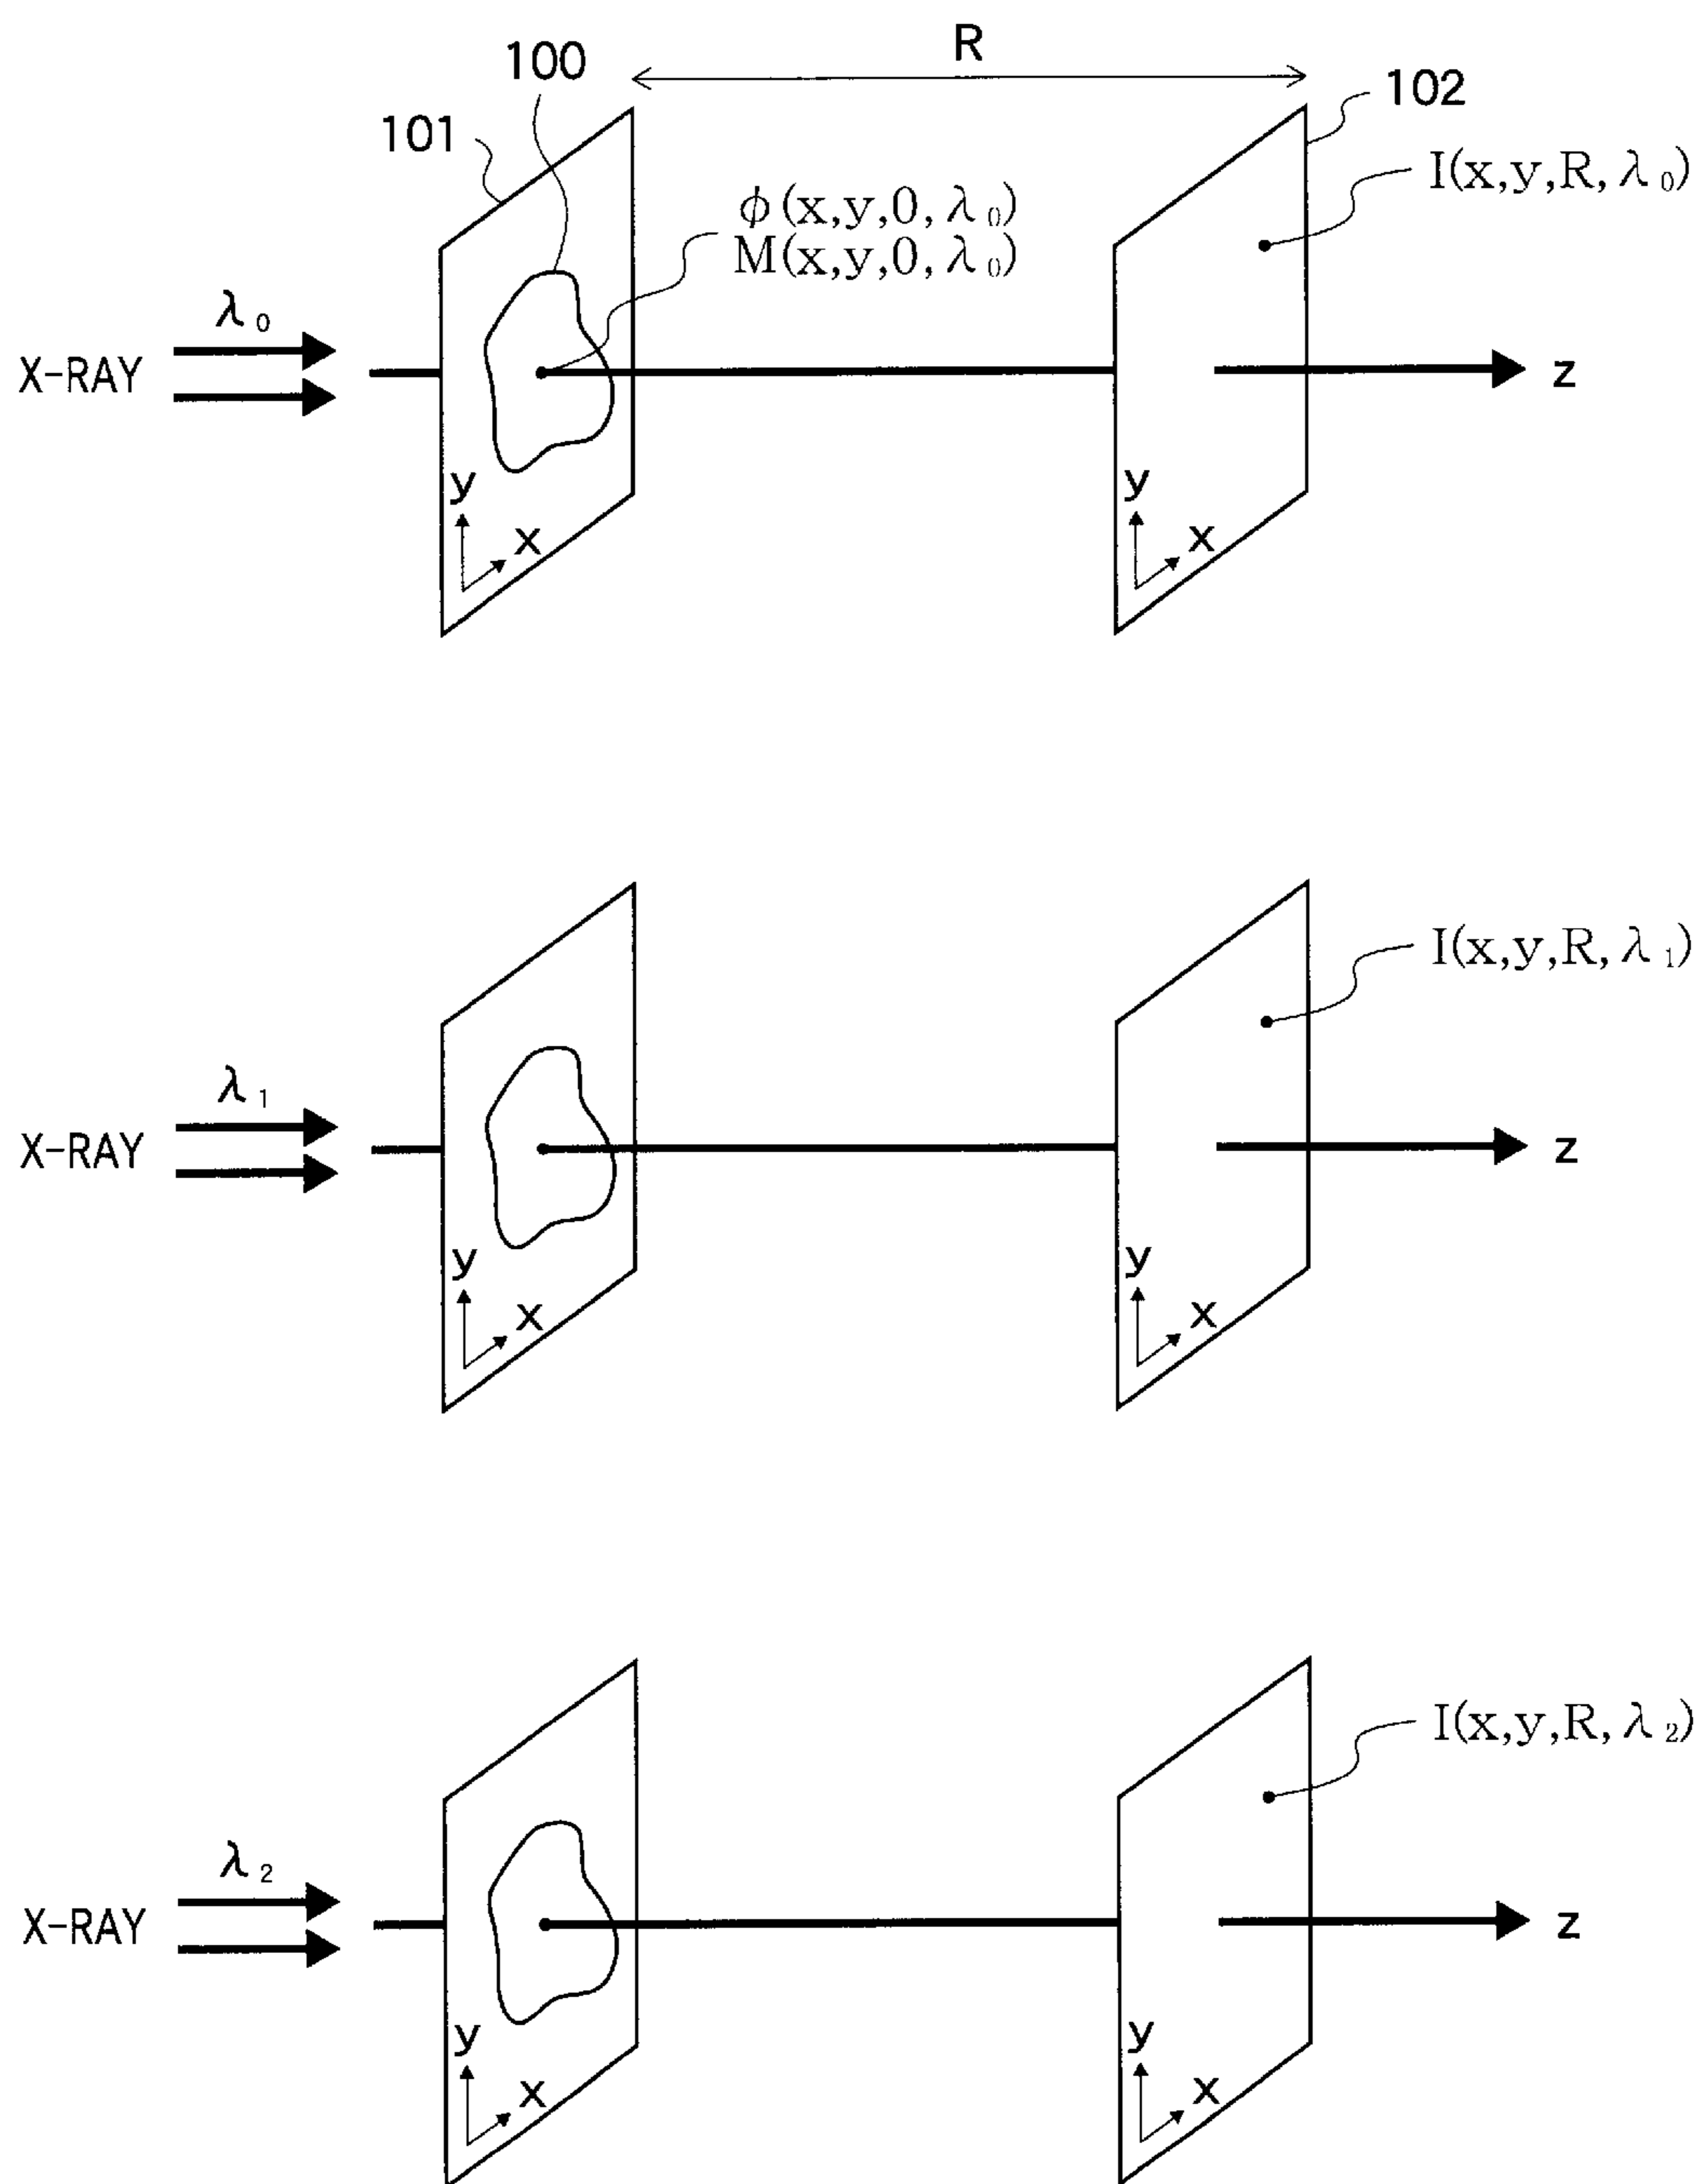 R
100
102
101
I(x,y,R,λ₀)
ϕ(x,y,0,λ₀)
M(x,y,0,λ₀)
λ₀
X-RAY
z
y
x
y
x
I(x,y,R,λ₁)
λ₁
X-RAY
z
y
x
y
x
I(x,y,R,λ₂)
λ₂
X-RAY
z
y
x
y
x